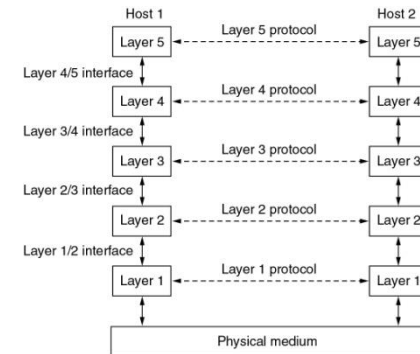 Host 1 Host 2
Layer 5 Layer 5 protocol Layer 5
Layer 4/5 interface
Layer 4 Layer 4 protocol Layer 4
Layer 3/4 interface
Layer 3 Layer 3 protocol Layer 3
Layer 2/3 interface
Layer 2 Layer 2 protocol Layer 2
Layer 1/2 interface
Layer 1 Layer 1 protocol Layer 1
Physical medium